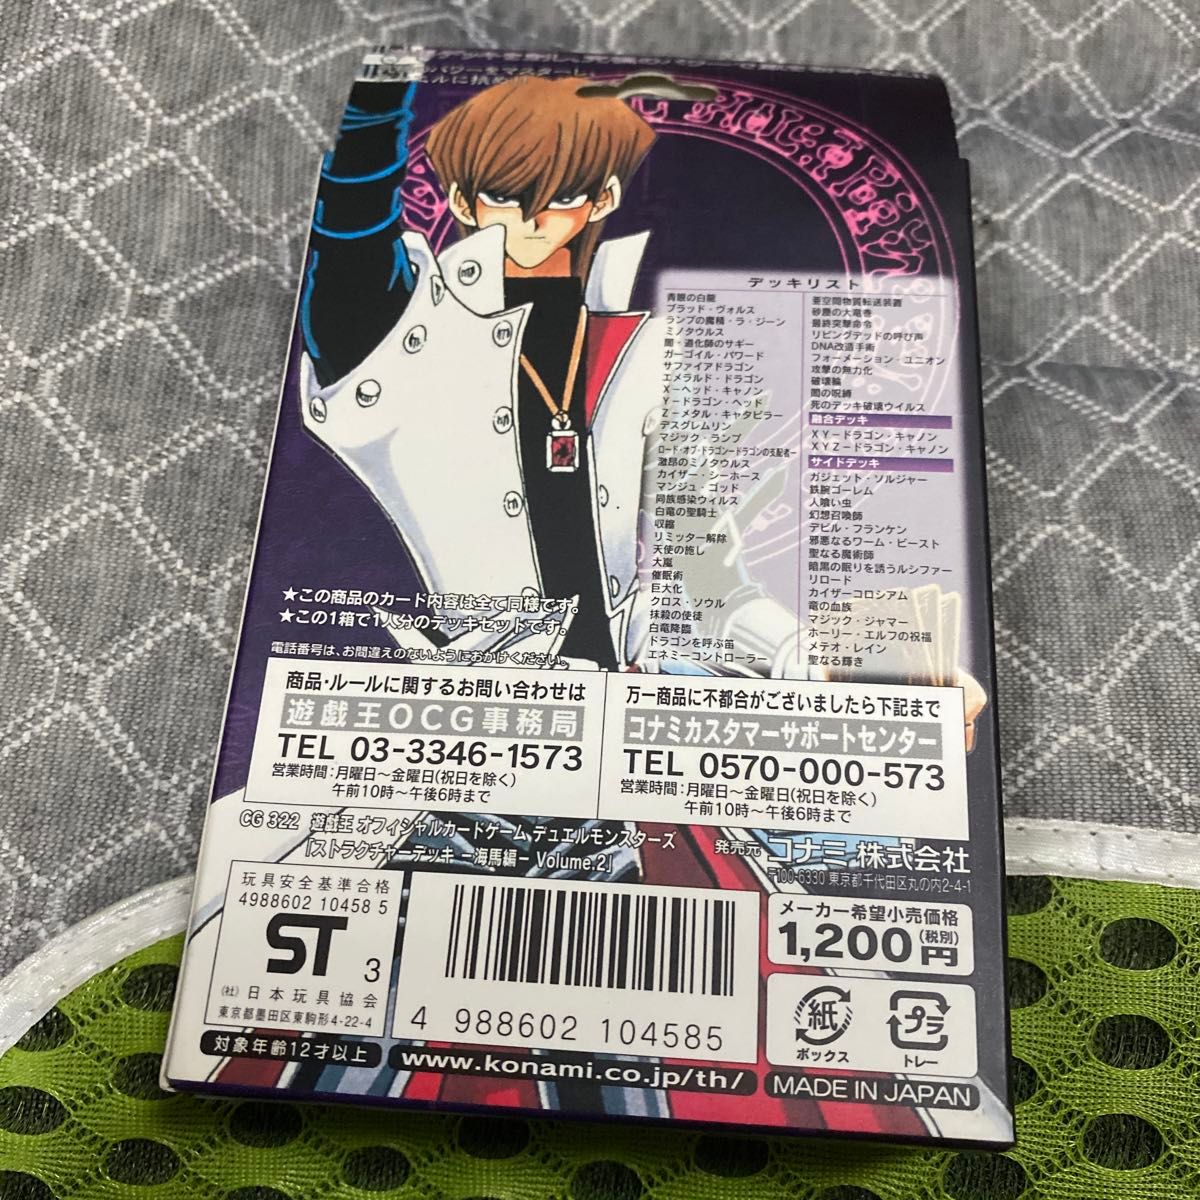 デッキリスト
青眼の白龍
ブラッド・ヴォルス
ランプの魔精・ラ・ジーン
ミノタウルス
闇・道化師のサギー
ガーゴイル・パワード
サファイアドラゴン
エメラルド・ドラゴン
X－ヘッド・キャノン
Y－ドラゴン・ヘッド
Z－メタル・キャタピラー
デスグレムリン
マジック・ランプ
ロード・オブ・ドラゴン－ドラゴンの支配者－
激昂のミノタウルス
カイザー・シーホース
マンジュ・ゴッド
同族感染ウィルス
白竜の聖騎士
収縮
リミッター解除
天使の施し
大嵐
催眠術
巨大化
クロス・ソウル
抹殺の使徒
白竜降臨
ドラゴンを呼ぶ笛
エネミーコントローラー
亜空間物質転送装置
砂塵の大竜巻
最終突撃命令
リビングデッドの呼び声
DNA改造手術
フォーメーション・ユニオン
攻撃の無力化
破壊輪
闇の呪縛
死のデッキ破壊ウイルス
融合デッキ
XY－ドラゴン・キャノン
XYZ－ドラゴン・キャノン
サイドデッキ
ガジェット・ソルジャー
鉄腕ゴーレム
人喰い虫
幻想召喚師
デビル・フランケン
邪悪なるワーム・ビースト
聖なる魔術師
暗黒の眠りを誘うルシファー
リロード
カイザーコロシアム
竜の血族
マジック・ジャマー
ホーリー・エルフの祝福
メテオ・レイン
聖なる輝き
★この商品のカード内容は全て同様です。
★この1箱で1人分のデッキセットです。
電話番号は、お間違えのないようにおかけください。
商品・ルールに関するお問い合わせは
遊戯王OCG事務局
TEL 03-3346-1573
営業時間：月曜日～金曜日(祝日を除く)
午前10時～午後6時まで
万一商品に不都合がございましたら下記まで
コナミカスタマーサポートセンター
TEL 0570-000-573
営業時間：月曜日～金曜日(祝日を除く)
午前10時～午後6時まで
CG 322 遊戯王 オフィシャルカードゲーム デュエルモンスターズ
「ストラクチャーデッキ －海馬編－ Volume.2」
発売元 コナミ株式会社
〒100-6330 東京都千代田区丸の内2-4-1
玩具安全基準合格
4988602 10458 5
ST 3
(社) 日本玩具協会
東京都墨田区東駒形4-22-4
対象年齢12才以上
4 988602 104585
www.konami.co.jp/th/
メーカー希望小売価格
1,200円(税別)
紙
ボックス
プラ
トレー
MADE IN JAPAN